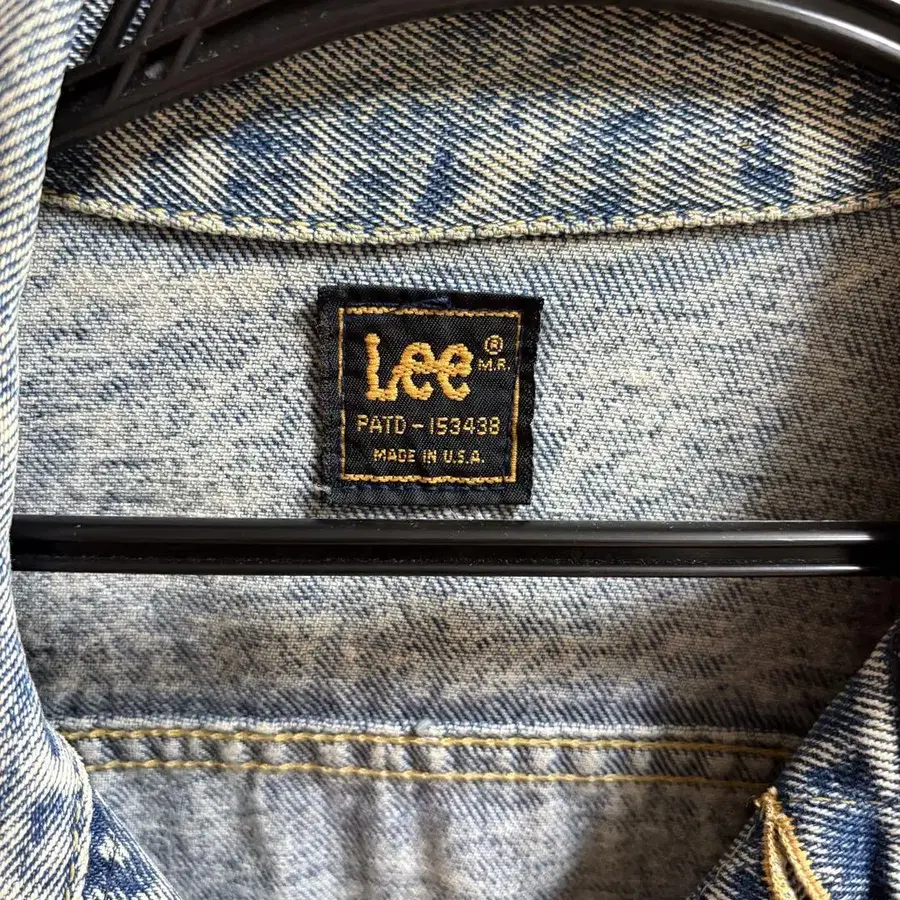 Lee ®
M.R.
PATD-153438
MADE IN U.S.A.